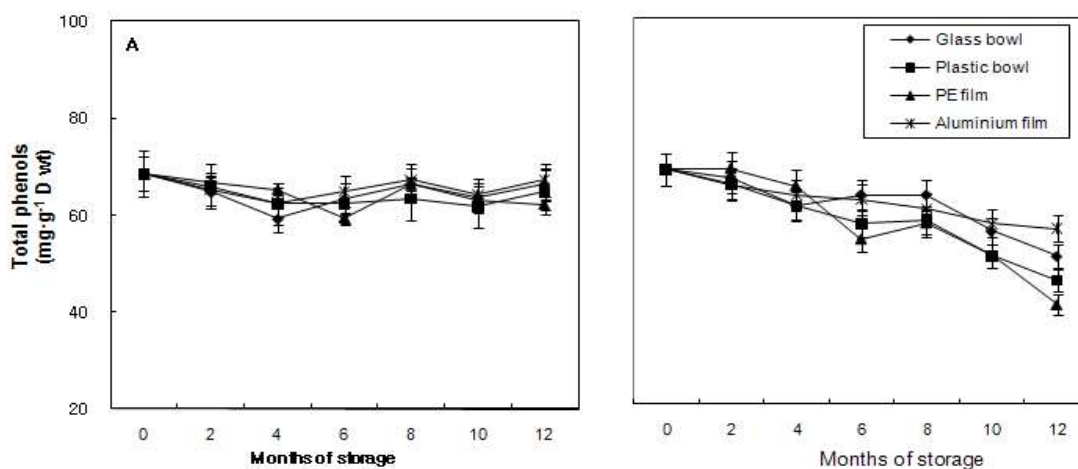 100
80
60
40
20
Total phenols
(mg·g-1 D wt)
A
0 2 4 6 8 10 12
Months of storage
Glass bowl
Plastic bowl
PE film
Aluminium film
0 2 4 6 8 10 12
Months of storage